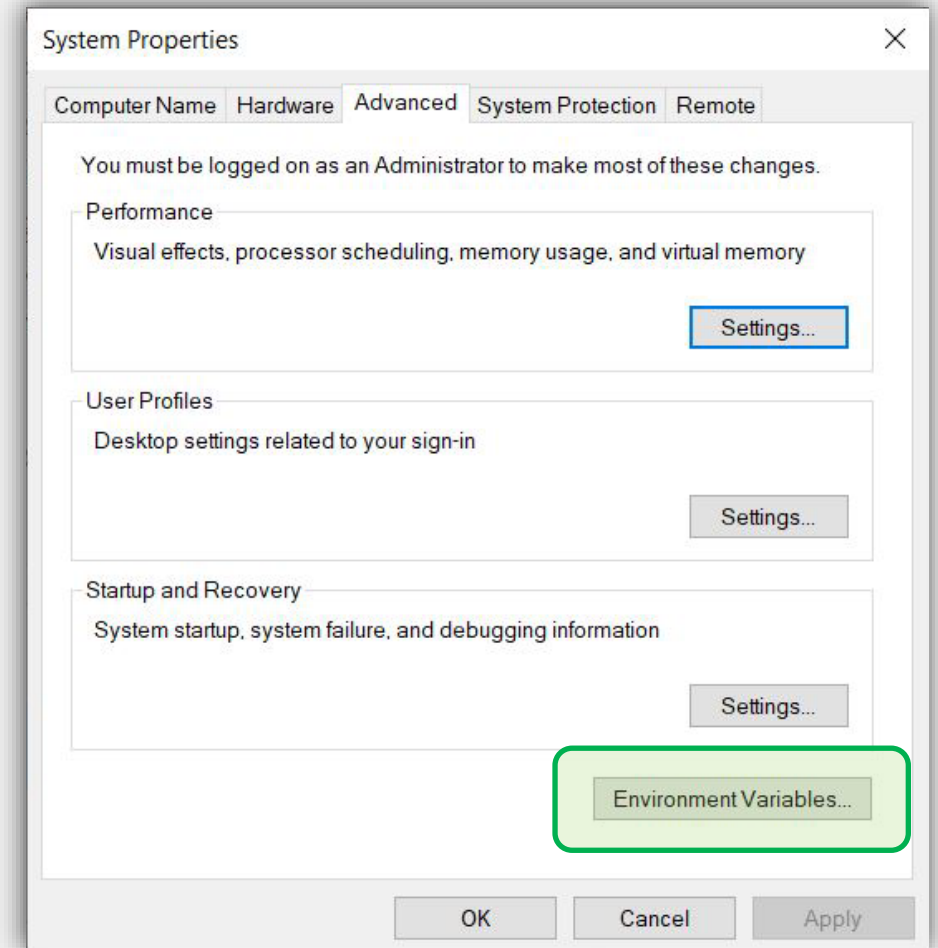 System Properties
Computer Name Hardware Advanced System Protection Remote
You must be logged on as an Administrator to make most of these changes.
Performance
Visual effects, processor scheduling, memory usage, and virtual memory
Settings...
User Profiles
Desktop settings related to your sign-in
Settings...
Startup and Recovery
System startup, system failure, and debugging information
Settings...
Environment Variables...
OK Cancel Apply